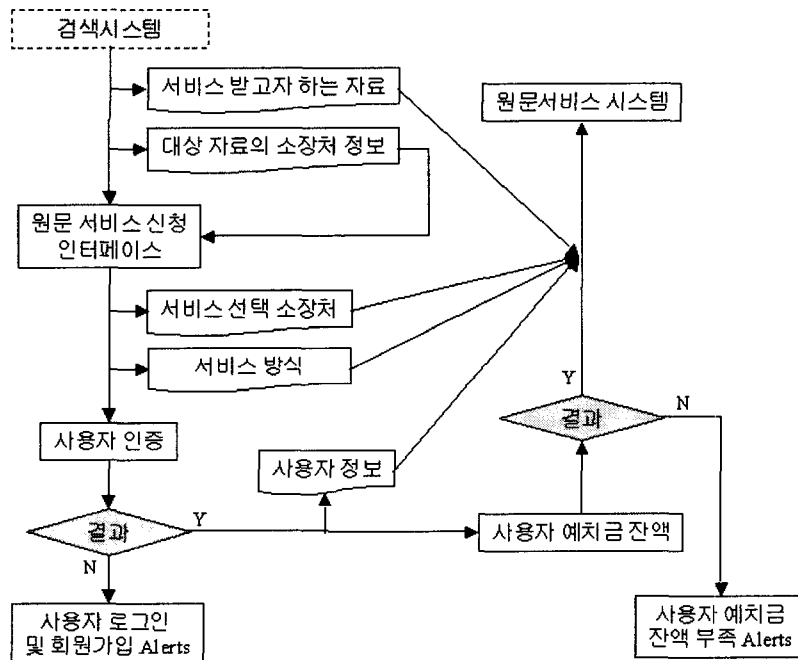 검색시스템
서비스 받고자 하는 자료
원문서비스 시스템
대상 자료의 소장처 정보
원문 서비스 신청
인터페이스
서비스 선택 소장처
서비스 방식
Y
결과
N
사용자 인증
사용자 정보
결과
Y
사용자 예치금 잔액
N
사용자 로그인
및 회원가입 Alerts
사용자 예치금
잔액 부족 Alerts